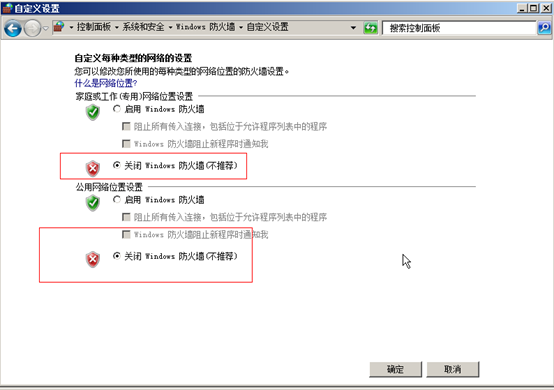 自定义设置
控制面板 系统和安全 Windows 防火墙 自定义设置
搜索控制面板
自定义每种类型的网络的设置
您可以修改您所使用的每种类型的网络位置的防火墙设置。
什么是网络位置?
家庭或工作(专用)网络位置设置
启用 Windows 防火墙
阻止所有传入连接，包括位于允许程序列表中的程序
Windows 防火墙阻止新程序时通知我
关闭 Windows 防火墙(不推荐)
公用网络位置设置
启用 Windows 防火墙
阻止所有传入连接，包括位于允许程序列表中的程序
Windows 防火墙阻止新程序时通知我
关闭 Windows 防火墙(不推荐)
确定
取消